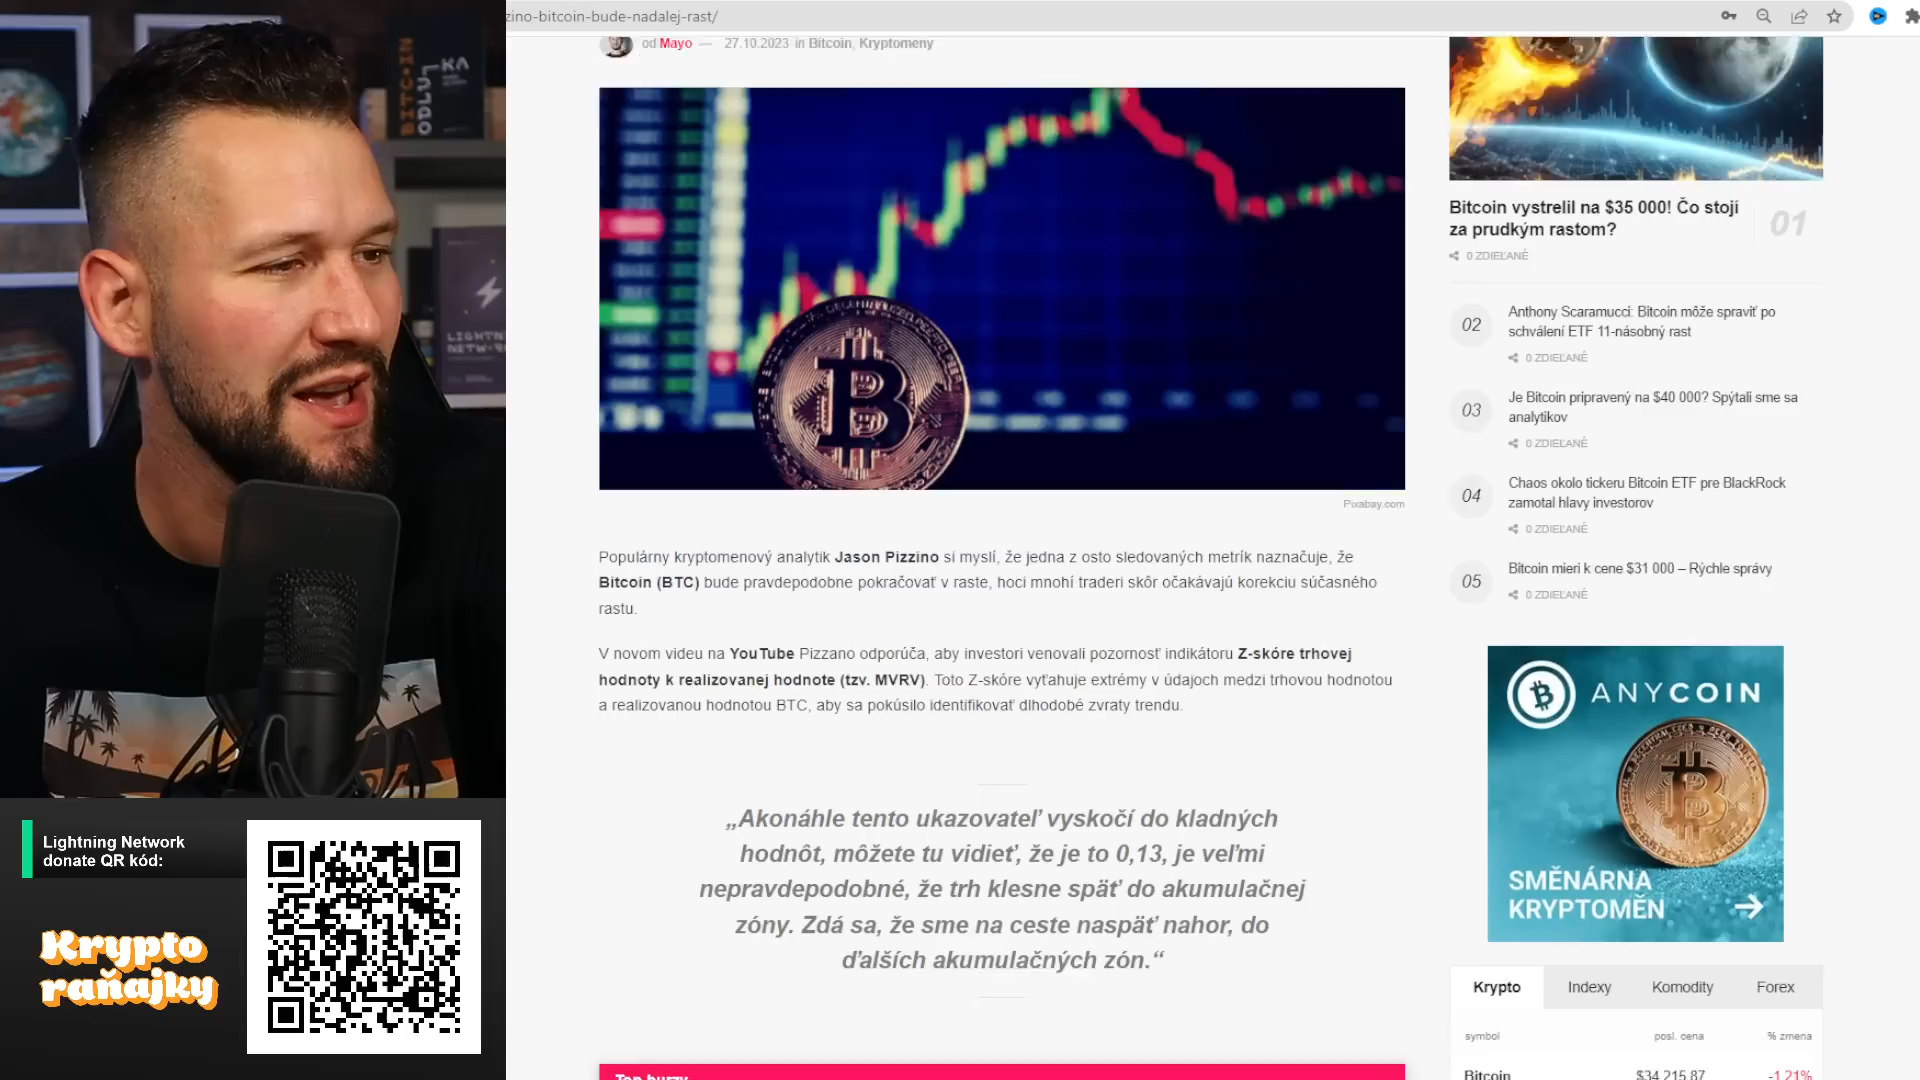 zino-bitcoin-bude-nadalej-rast/
od Mayo — 27.10.2023 in Bitcoin, Kryptomeny
BITCOIN
ODLUKA
LIGHTNING
NETWORK
Pixabay.com
Populárny kryptomenový analytik Jason Pizzino si myslí, že jedna z osto sledovaných metrík naznačuje, že
Bitcoin (BTC) bude pravdepodobne pokračovať v raste, hoci mnohí traderi skôr očakávajú korekciu súčasného
rastu.
V novom videu na YouTube Pizzano odporúča, aby investori venovali pozornosť indikátoru Z-skóre trhovej
hodnoty k realizovanej hodnote (tzv. MVRV). Toto Z-skóre vyťahuje extrémy v údajoch medzi trhovou hodnotou
a realizovanou hodnotou BTC, aby sa pokúsilo identifikovať dlhodobé zvraty trendu.
„Akonáhle tento ukazovateľ vyskočí do kladných
hodnôt, môžete tu vidieť, že je to 0,13, je veľmi
nepravdepodobné, že trh klesne späť do akumulačnej
zóny. Zdá sa, že sme na ceste naspäť nahor, do
ďalších akumulačných zón.“
Top burzy
Bitcoin vystrelil na $35 000! Čo stojí
za prudkým rastom?
01
0 ZDIEĽANÉ
02
Anthony Scaramucci: Bitcoin môže spraviť po
schválení ETF 11-násobný rast
0 ZDIEĽANÉ
03
Je Bitcoin pripravený na $40 000? Spýtali sme sa
analytikov
0 ZDIEĽANÉ
04
Chaos okolo tickeru Bitcoin ETF pre BlackRock
zamotal hlavy investorov
0 ZDIEĽANÉ
05
Bitcoin mieri k cene $31 000 – Rýchle správy
0 ZDIEĽANÉ
ANYCOIN
SMĚNÁRNA
KRYPTOMĚN
Krypto Indexy Komodity Forex
symbol posl. cena % zmena
Bitcoin $34,215.87 -1.21%
Lightning Network
donate QR kód:
Krypto
raňajky